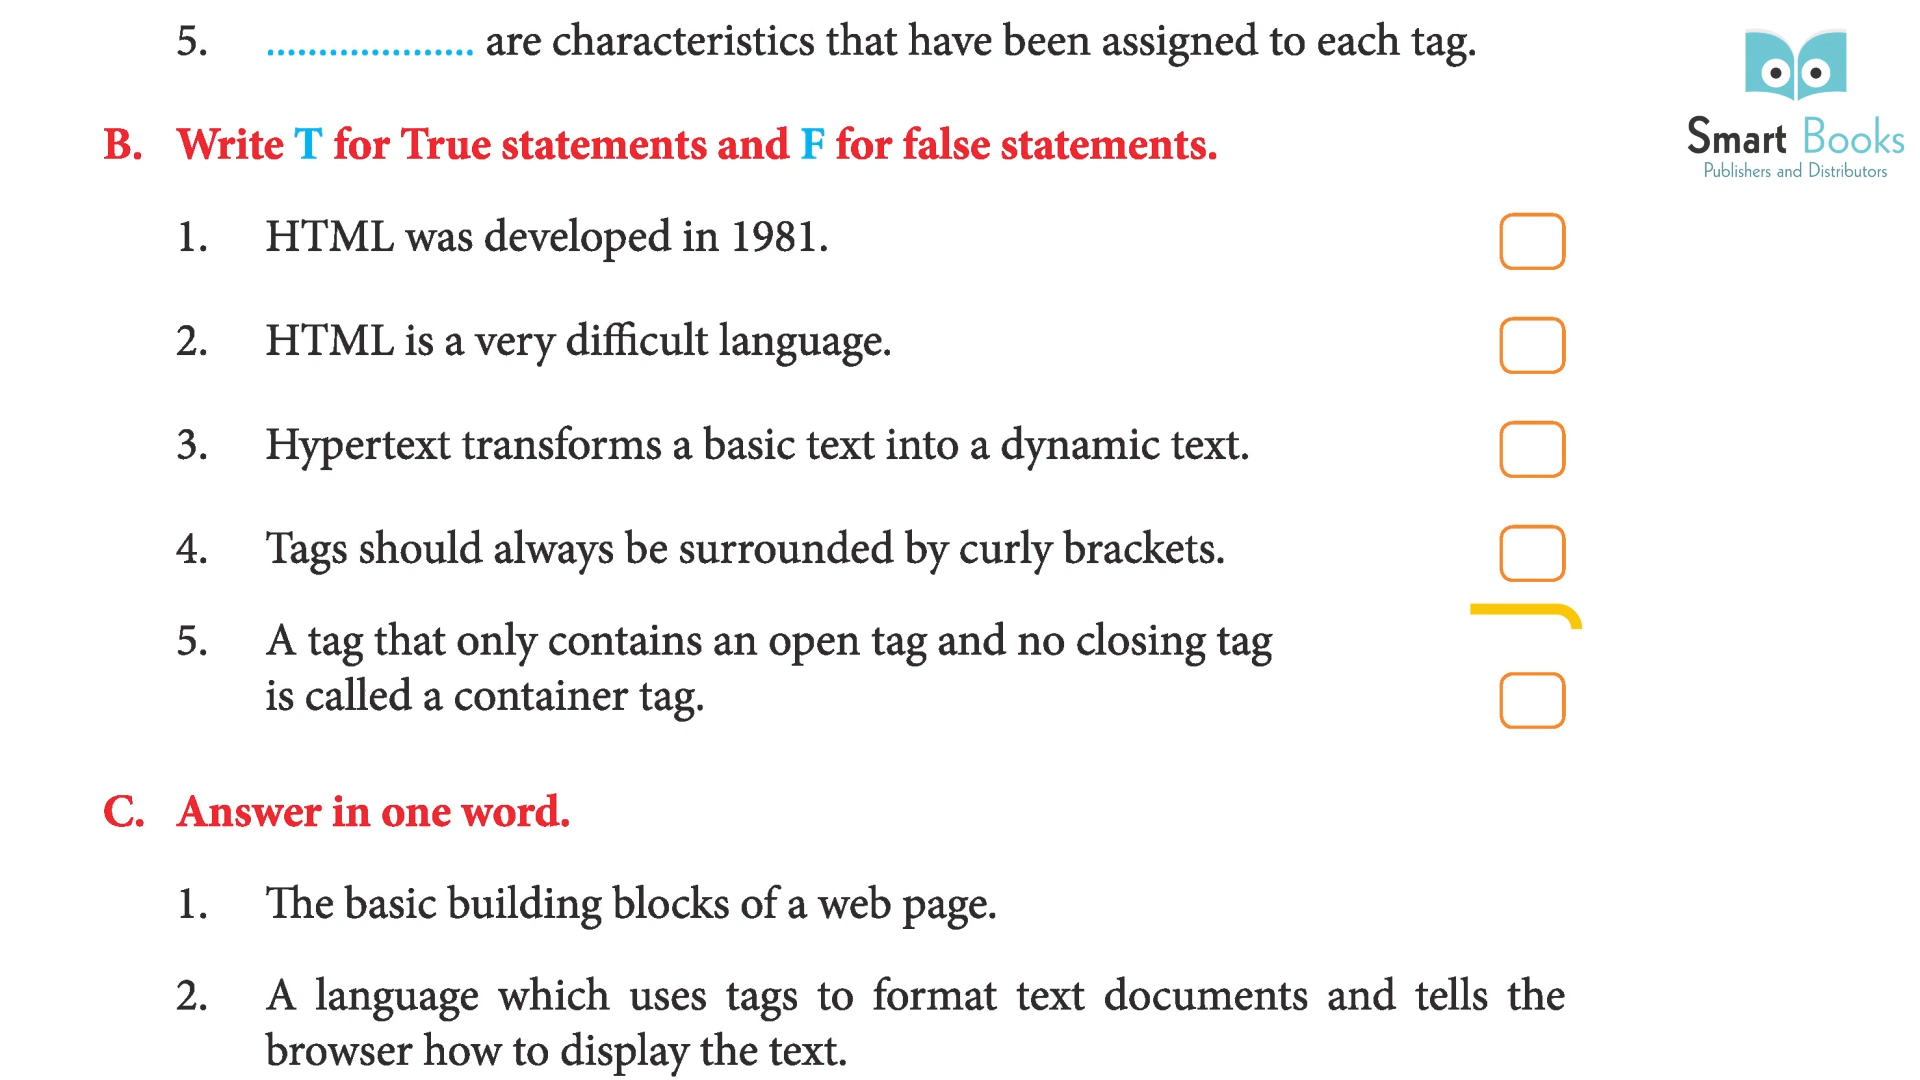 5. .................... are characteristics that have been assigned to each tag.
Smart Books
Publishers and Distributors
B. Write T for True statements and F for false statements.
1. HTML was developed in 1981.
2. HTML is a very difficult language.
3. Hypertext transforms a basic text into a dynamic text.
4. Tags should always be surrounded by curly brackets.
5. A tag that only contains an open tag and no closing tag
is called a container tag.
C. Answer in one word.
1. The basic building blocks of a web page.
2. A language which uses tags to format text documents and tells the
browser how to display the text.